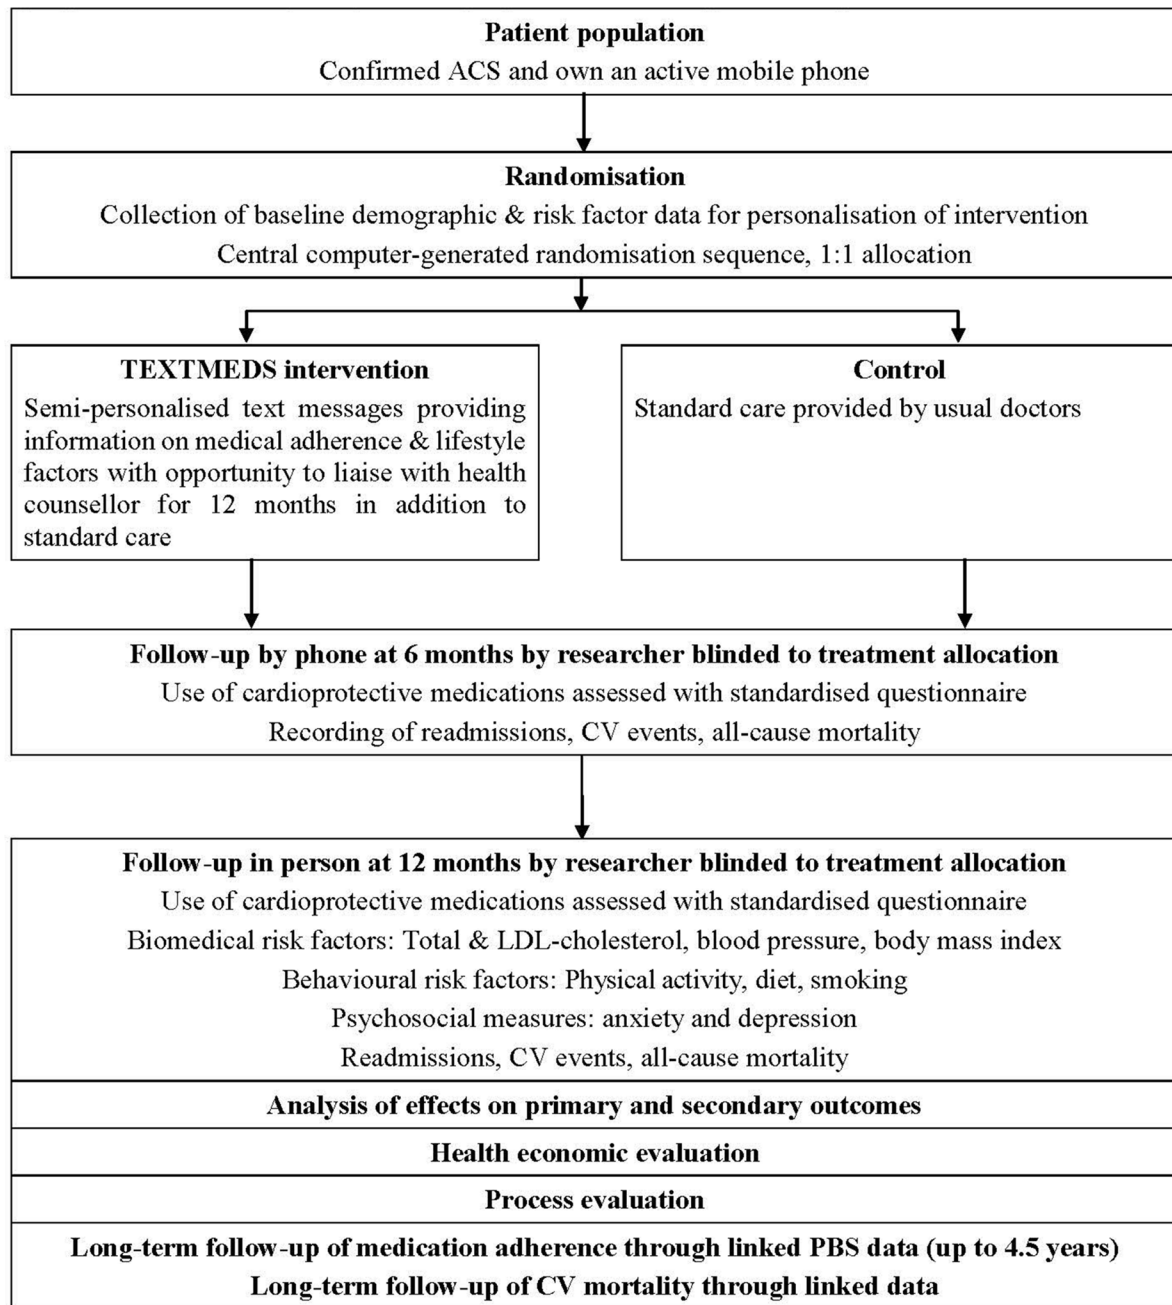 Patient population
Confirmed ACS and own an active mobile phone
Randomisation
Collection of baseline demographic & risk factor data for personalisation of intervention
Central computer-generated randomisation sequence, 1:1 allocation
TEXTMEDS intervention
Semi-personalised text messages providing
information on medical adherence & lifestyle
factors with opportunity to liaise with health
counsellor for 12 months in addition to
standard care
Control
Standard care provided by usual doctors
Follow-up by phone at 6 months by researcher blinded to treatment allocation
Use of cardioprotective medications assessed with standardised questionnaire
Recording of readmissions, CV events, all-cause mortality
Follow-up in person at 12 months by researcher blinded to treatment allocation
Use of cardioprotective medications assessed with standardised questionnaire
Biomedical risk factors: Total & LDL-cholesterol, blood pressure, body mass index
Behavioural risk factors: Physical activity, diet, smoking
Psychosocial measures: anxiety and depression
Readmissions, CV events, all-cause mortality
Analysis of effects on primary and secondary outcomes
Health economic evaluation
Process evaluation
Long-term follow-up of medication adherence through linked PBS data (up to 4.5 years)
Long-term follow-up of CV mortality through linked data